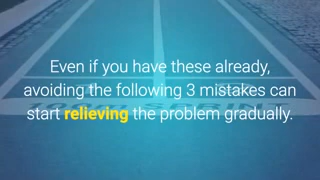 Even if you have these already,
avoiding the following 3 mistakes can
start relieving the problem gradually.